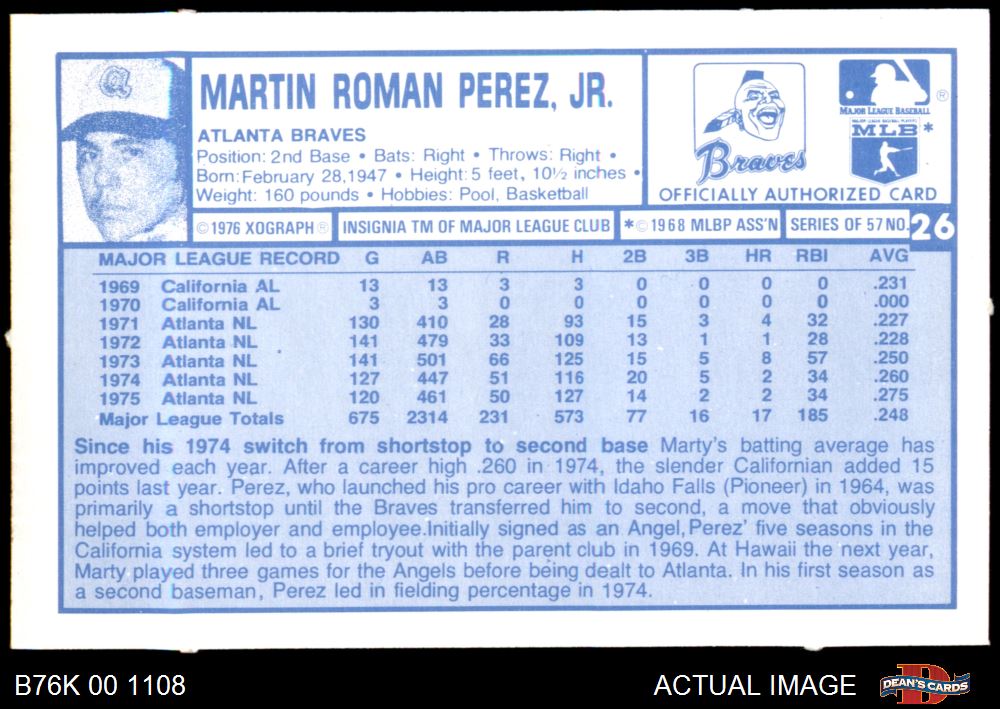 MARTIN ROMAN PEREZ, JR.
ATLANTA BRAVES
Position: 2nd Base • Bats: Right • Throws: Right •
Born: February 28, 1947 • Height: 5 feet, 10½ inches •
Weight: 160 pounds • Hobbies: Pool, Basketball
Braves
MAJOR LEAGUE BASEBALL ®
MAJOR LEAGUE BASEBALL PLAYERS
MLB *
OFFICIALLY AUTHORIZED CARD
© 1976 XOGRAPH ® INSIGNIA TM OF MAJOR LEAGUE CLUB *© 1968 MLBP ASS'N SERIES OF 57 NO. 26
MAJOR LEAGUE RECORD G AB R H 2B 3B HR RBI AVG
1969 California AL 13 13 3 3 0 0 0 0 .231
1970 California AL 3 3 0 0 0 0 0 0 .000
1971 Atlanta NL 130 410 28 93 15 3 4 32 .227
1972 Atlanta NL 141 479 33 109 13 1 1 28 .228
1973 Atlanta NL 141 501 66 125 15 5 8 57 .250
1974 Atlanta NL 127 447 51 116 20 5 2 34 .260
1975 Atlanta NL 120 461 50 127 14 2 2 34 .275
Major League Totals 675 2314 231 573 77 16 17 185 .248
Since his 1974 switch from shortstop to second base Marty's batting average has
improved each year. After a career high .260 in 1974, the slender Californian added 15
points last year. Perez, who launched his pro career with Idaho Falls (Pioneer) in 1964, was
primarily a shortstop until the Braves transferred him to second, a move that obviously
helped both employer and employee.Initially signed as an Angel, Perez' five seasons in the
California system led to a brief tryout with the parent club in 1969. At Hawaii the next year,
Marty played three games for the Angels before being dealt to Atlanta. In his first season as
a second baseman, Perez led in fielding percentage in 1974.
B76K 00 1108 ACTUAL IMAGE DEAN'S CARDS